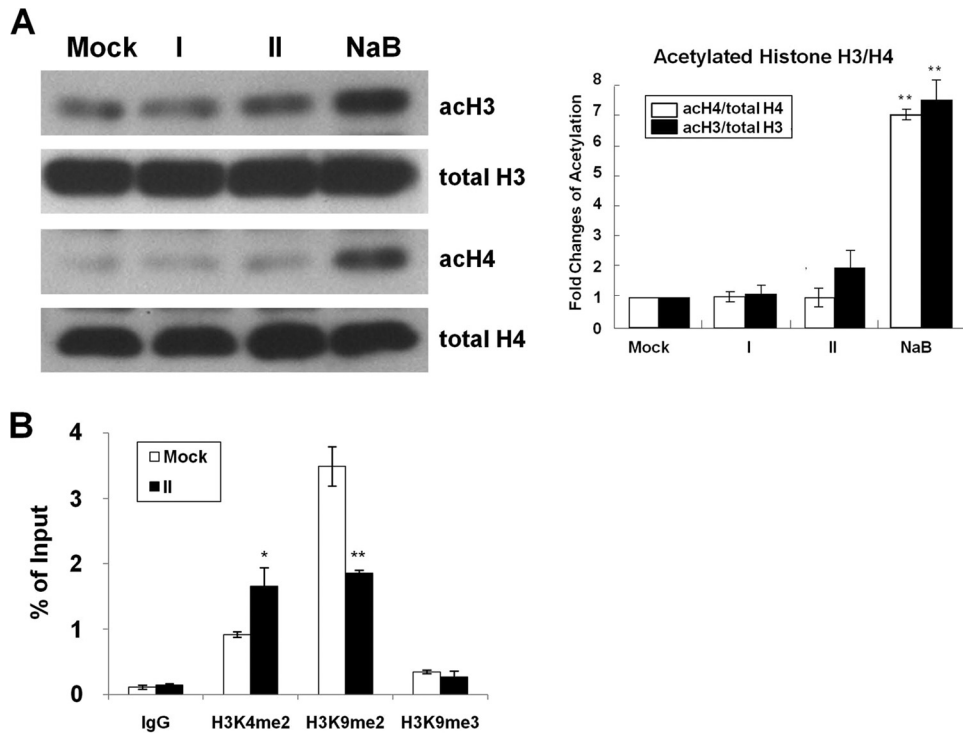 A
Mock I II NaB
acH3
total H3
acH4
total H4
Acetylated Histone H3/H4
Fold Changes of Acetylation
8
7
6
5
4
3
2
1
0
acH4/total H4
acH3/total H3
** **
Mock I II NaB
B
% of Input
4
3
2
1
0
Mock
II
* **
IgG H3K4me2 H3K9me2 H3K9me3